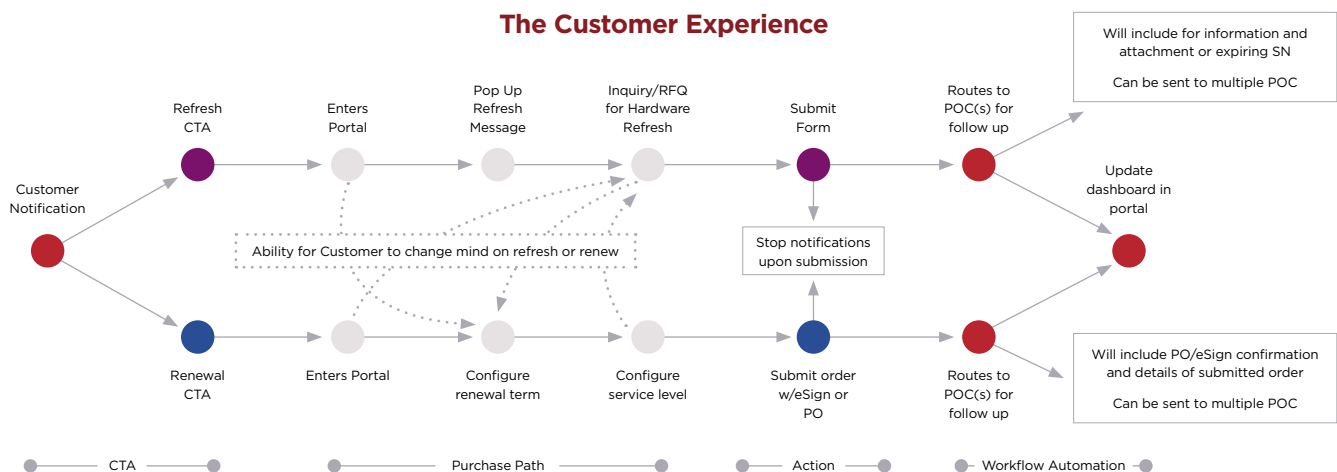 The Customer Experience
Will include for information and
attachment or expiring SN
Can be sent to multiple POC
Refresh
CTA
Enters
Portal
Pop Up
Refresh
Message
Inquiry/RFQ
for Hardware
Refresh
Submit
Form
Routes to
POC(s) for
follow up
Customer
Notification
Update
dashboard in
portal
Ability for Customer to change mind on refresh or renew
Stop notifications
upon submission
Renewal
CTA
Enters Portal
Configure
renewal term
Configure
service level
Submit order
w/eSign or
PO
Routes to
POC(s) for
follow up
Will include PO/eSign confirmation
and details of submitted order
Can be sent to multiple POC
CTA
Purchase Path
Action
Workflow Automation